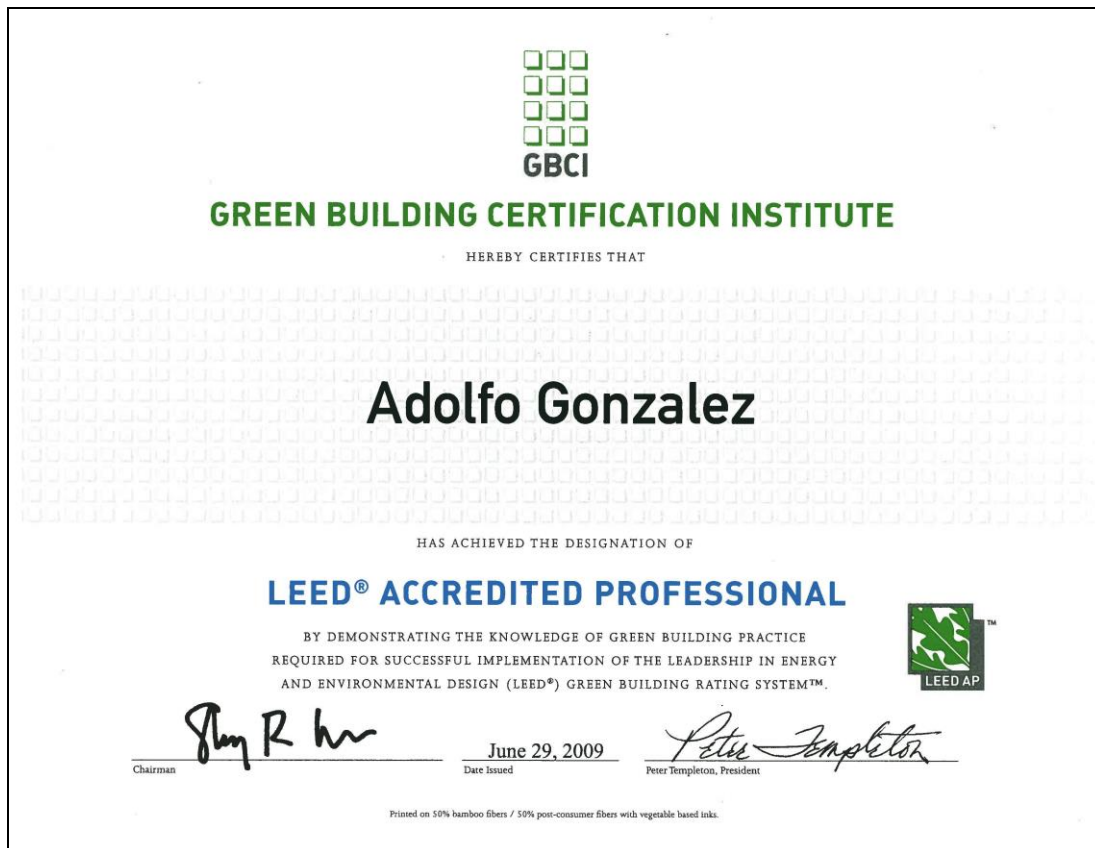 GBCI
GREEN BUILDING CERTIFICATION INSTITUTE
HEREBY CERTIFIES THAT
Adolfo Gonzalez
HAS ACHIEVED THE DESIGNATION OF
LEED® ACCREDITED PROFESSIONAL
BY DEMONSTRATING THE KNOWLEDGE OF GREEN BUILDING PRACTICE
REQUIRED FOR SUCCESSFUL IMPLEMENTATION OF THE LEADERSHIP IN ENERGY
AND ENVIRONMENTAL DESIGN (LEED®) GREEN BUILDING RATING SYSTEM™.
LEED AP ™
June 29, 2009
Peter Templeton
Chairman
Date Issued
Peter Templeton, President
Printed on 50% bamboo fibers / 50% post-consumer fibers with vegetable based inks.